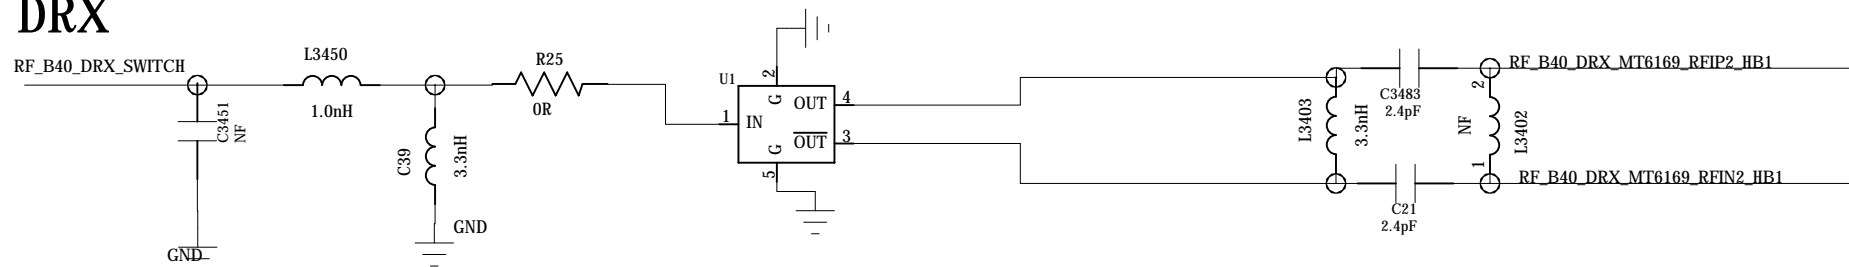 DRX
RF_B40_DRX_SWITCH
L3450
1.0nH
C3451
NF
GND
C39
3.3nH
GND
R25
0R
U1
2
G
OUT
4
1
IN
OUT
3
G
5
L3403
3.3nH
C3483
2.4pF
C21
2.4pF
2
NF
L3402
1
RF_B40_DRX_MT6169_RFIP2_HB1
RF_B40_DRX_MT6169_RFIN2_HB1